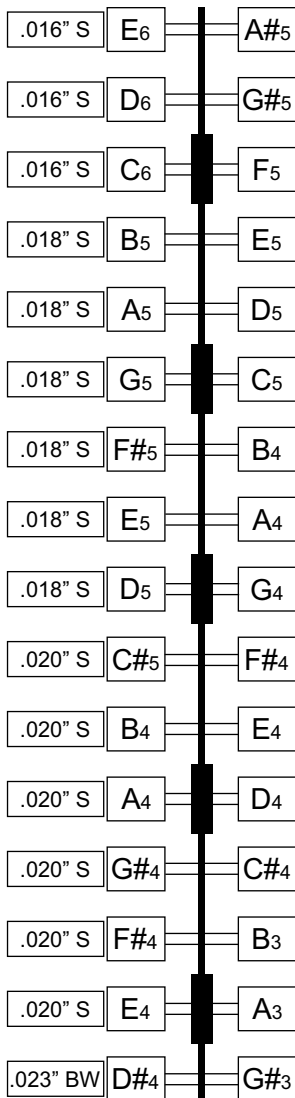 .016” S E6 A#5
.016” S D6 G#5
.016” S C6 F5
.018” S B5 E5
.018” S A5 D5
.018” S G5 C5
.018” S F#5 B4
.018” S E5 A4
.018” S D5 G4
.020” S C#5 F#4
.020” S B4 E4
.020” S A4 D4
.020” S G#4 C#4
.020” S F#4 B3
.020” S E4 A3
.023” BW D#4 G#3